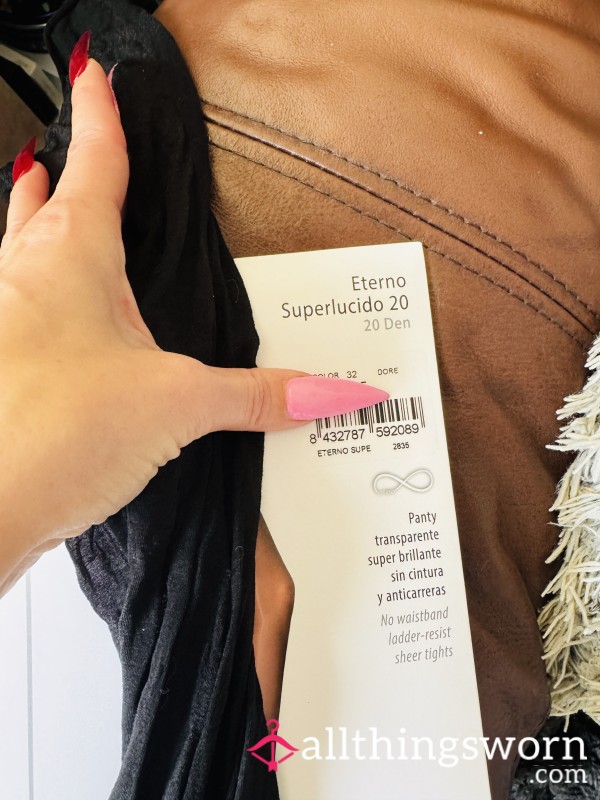 Eterno
Superlucido 20
20 Den
COLOR 32 DORE
8 432787 592089
ETERNO SUPE 2835
Panty
transparente
super brillante
sin cintura
y anticarreras
No waistband
ladder-resist
sheer tights
allthingsworn
.com